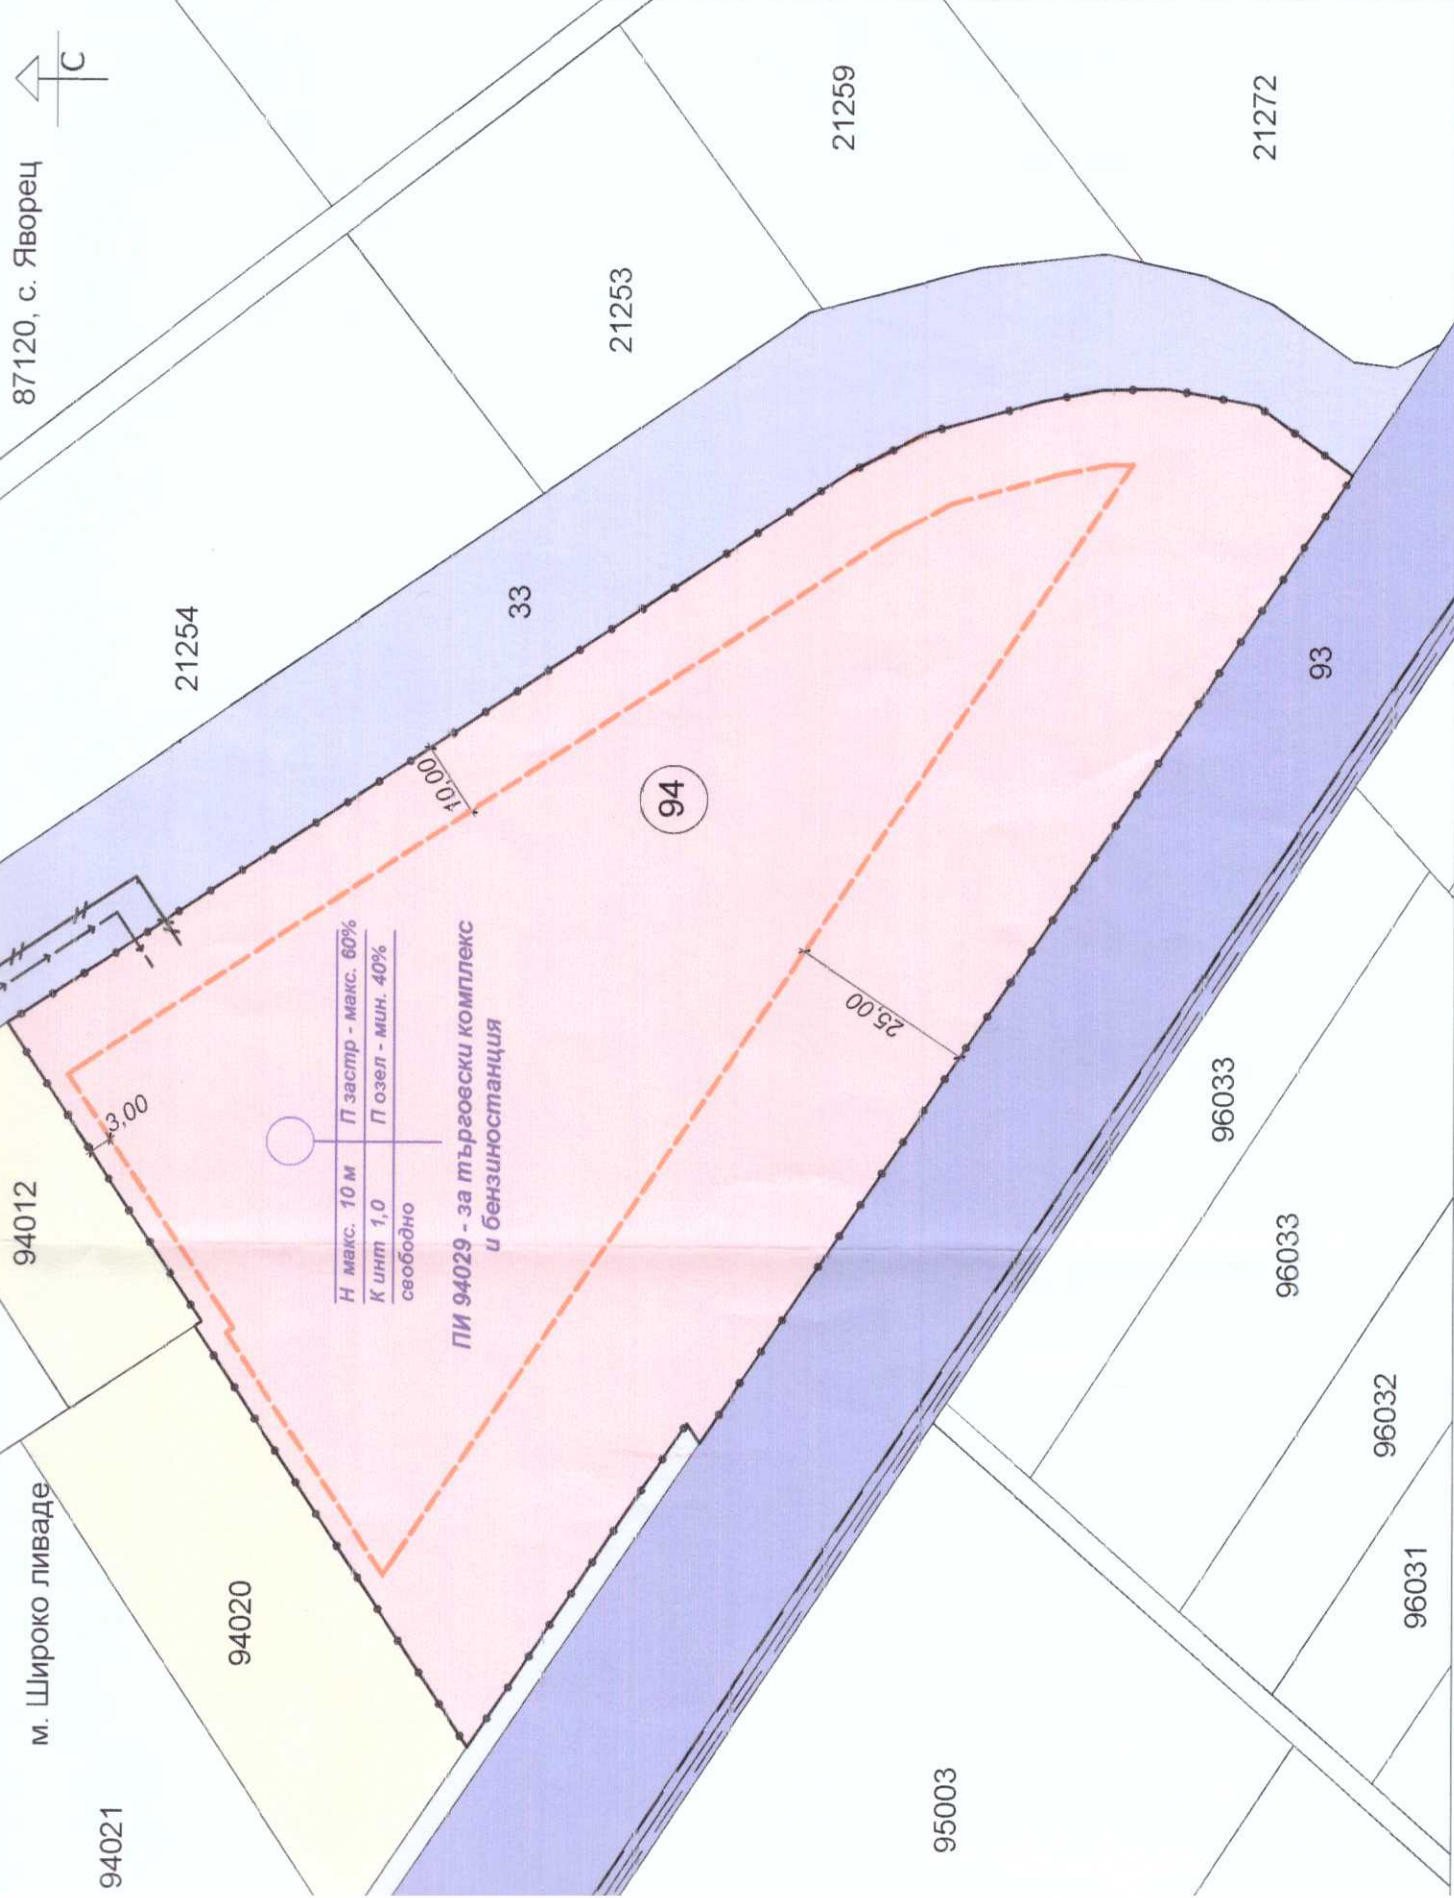 м. Широко ливаде
94012
87120, с. Яворец
С
94021
3,00
21254
94020
Н макс. 10 м П застр - макс. 60%
К инт 1,0 П озел - мин. 40%
свободно
10,00
ПИ 94029 - за търговски комплекс
и бензиностанция
33
21253
94
21259
25,00
95003
96033
21272
96033
93
96032
96031